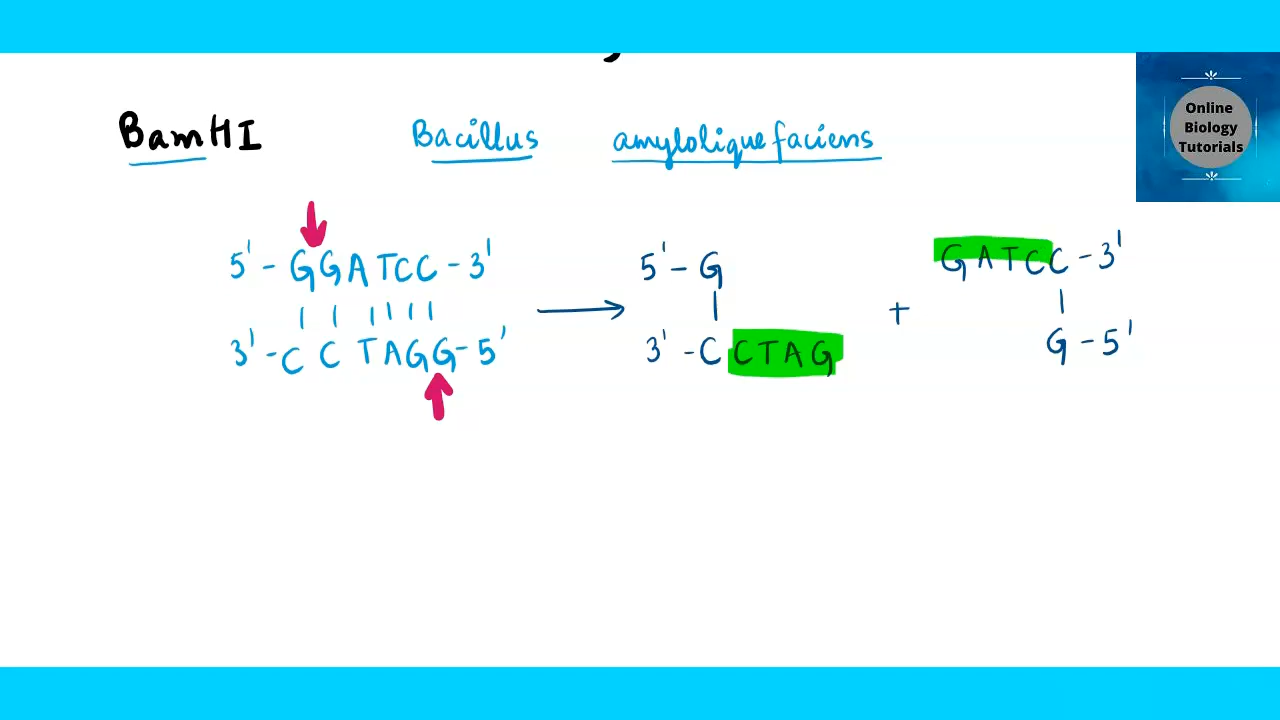 Online
Biology
Tutorials
BamHI Bacillus amyloliquefaciens
5' - GGATCC - 3' 5' - G GATCC - 3'
+
3' - CCTAGG - 5' 3' - CCTAG G - 5'